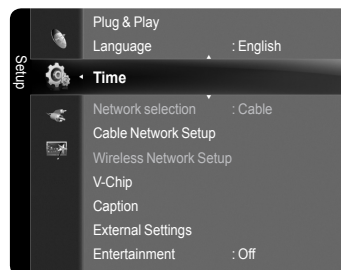 Setup
Plug & Play
Language : English
Time
Network selection : Cable
Cable Network Setup
Wireless Network Setup
V-Chip
Caption
External Settings
Entertainment : Off